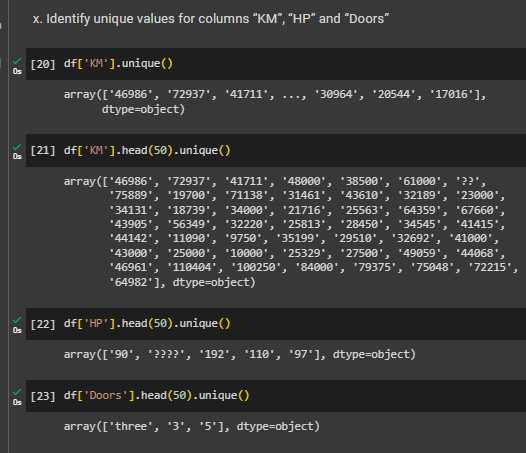 x. Identify unique values for columns “KM”, “HP” and “Doors”
[20] df['KM'].unique()
0s
array(['46986', '72937', '41711', ..., '30964', '20544', '17016'],
dtype=object)
[21] df['KM'].head(50).unique()
0s
array(['46986', '72937', '41711', '48000', '38500', '61000', '??',
'75889', '19700', '71138', '31461', '43610', '32189', '23000',
'34131', '18739', '34000', '21716', '25563', '64359', '67660',
'43905', '56349', '32220', '25813', '28450', '34545', '41415',
'44142', '11090', '9750', '35199', '29510', '32692', '41000',
'43000', '25000', '10000', '25329', '27500', '49059', '44068',
'46961', '110404', '100250', '84000', '79375', '75048', '72215',
'64982'], dtype=object)
[22] df['HP'].head(50).unique()
0s
array(['90', '????', '192', '110', '97'], dtype=object)
[23] df['Doors'].head(50).unique()
0s
array(['three', '3', '5'], dtype=object)